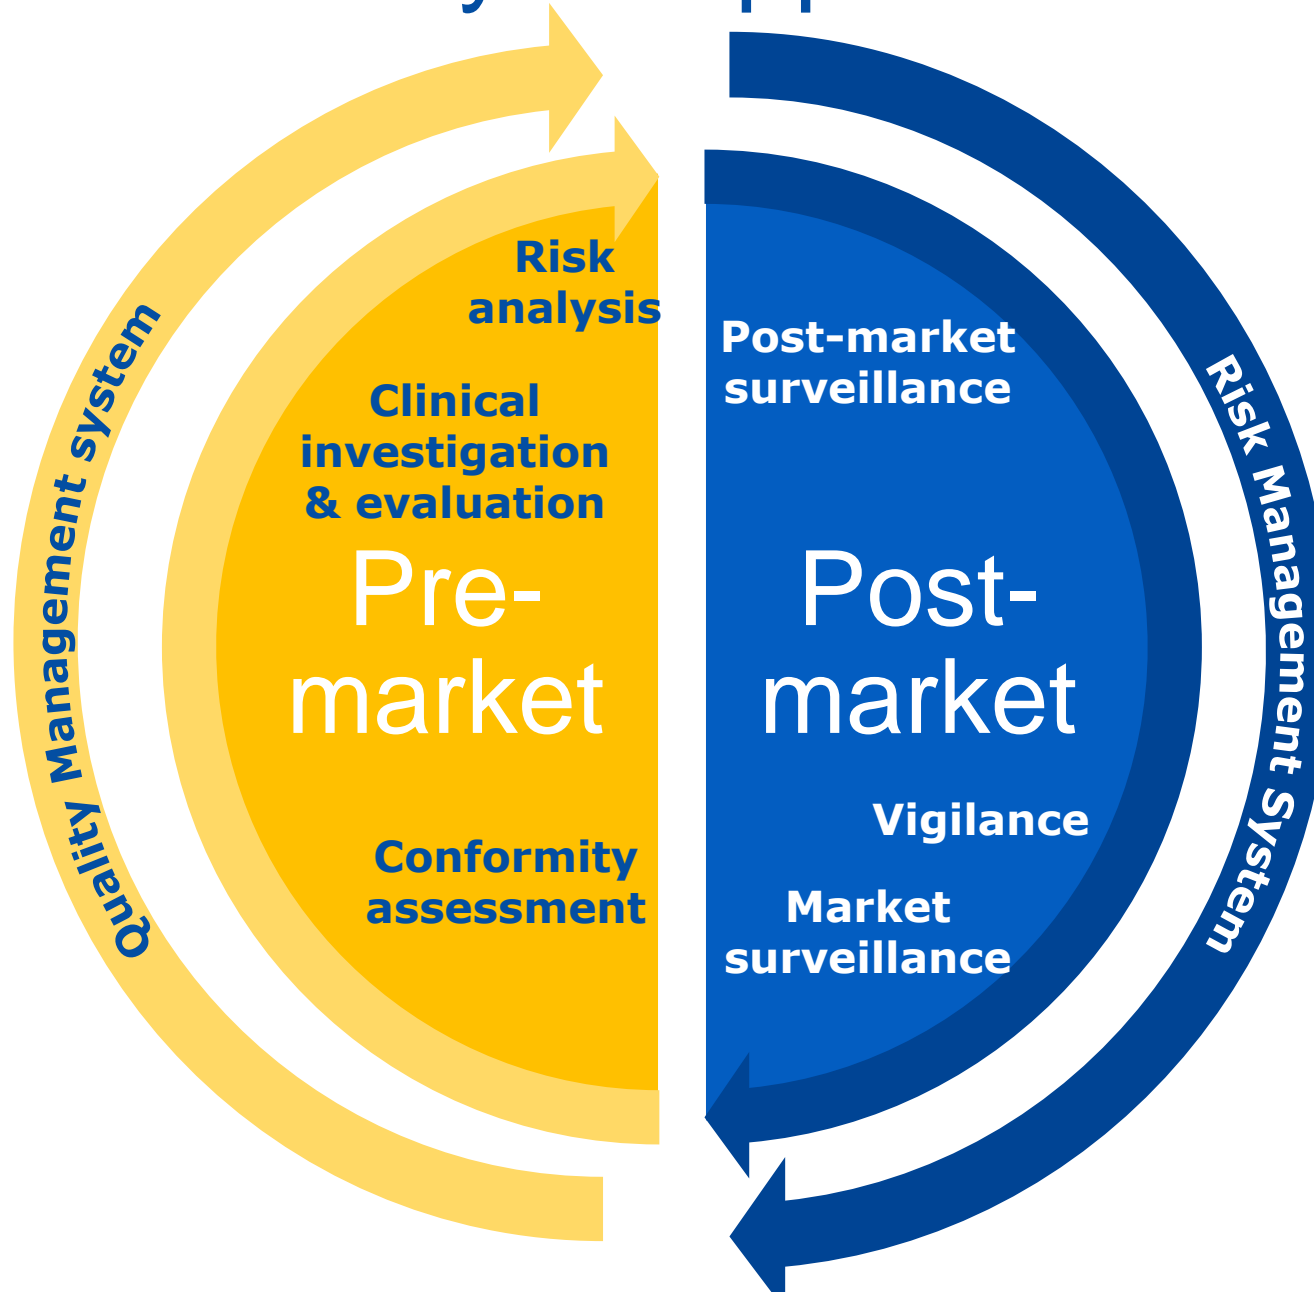 Risk
analysis
Clinical
investigation
& evaluation
Pre-
market
Conformity
assessment
Quality Management system
Post-market
surveillance
Post-
market
Vigilance
Market
surveillance
Risk Management System